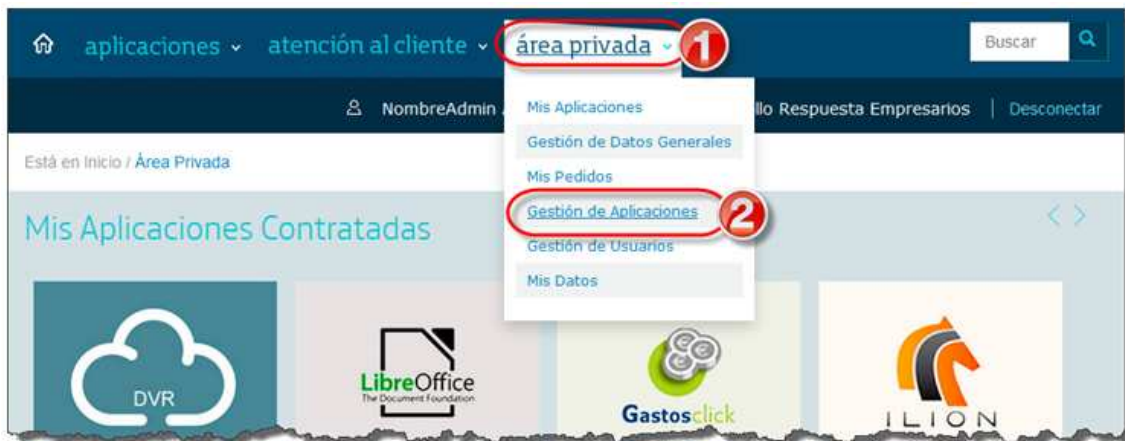 aplicaciones atención al cliente área privada 1 Buscar
NombreAdmin llo Respuesta Empresarios | Desconectar
Está en Inicio / Área Privada
Mis Aplicaciones
Gestión de Datos Generales
Mis Pedidos
Gestión de Aplicaciones 2
Gestión de Usuarios
Mis Datos
Mis Aplicaciones Contratadas
DVR
LibreOffice
The Document Foundation
Gastosclick
ILION